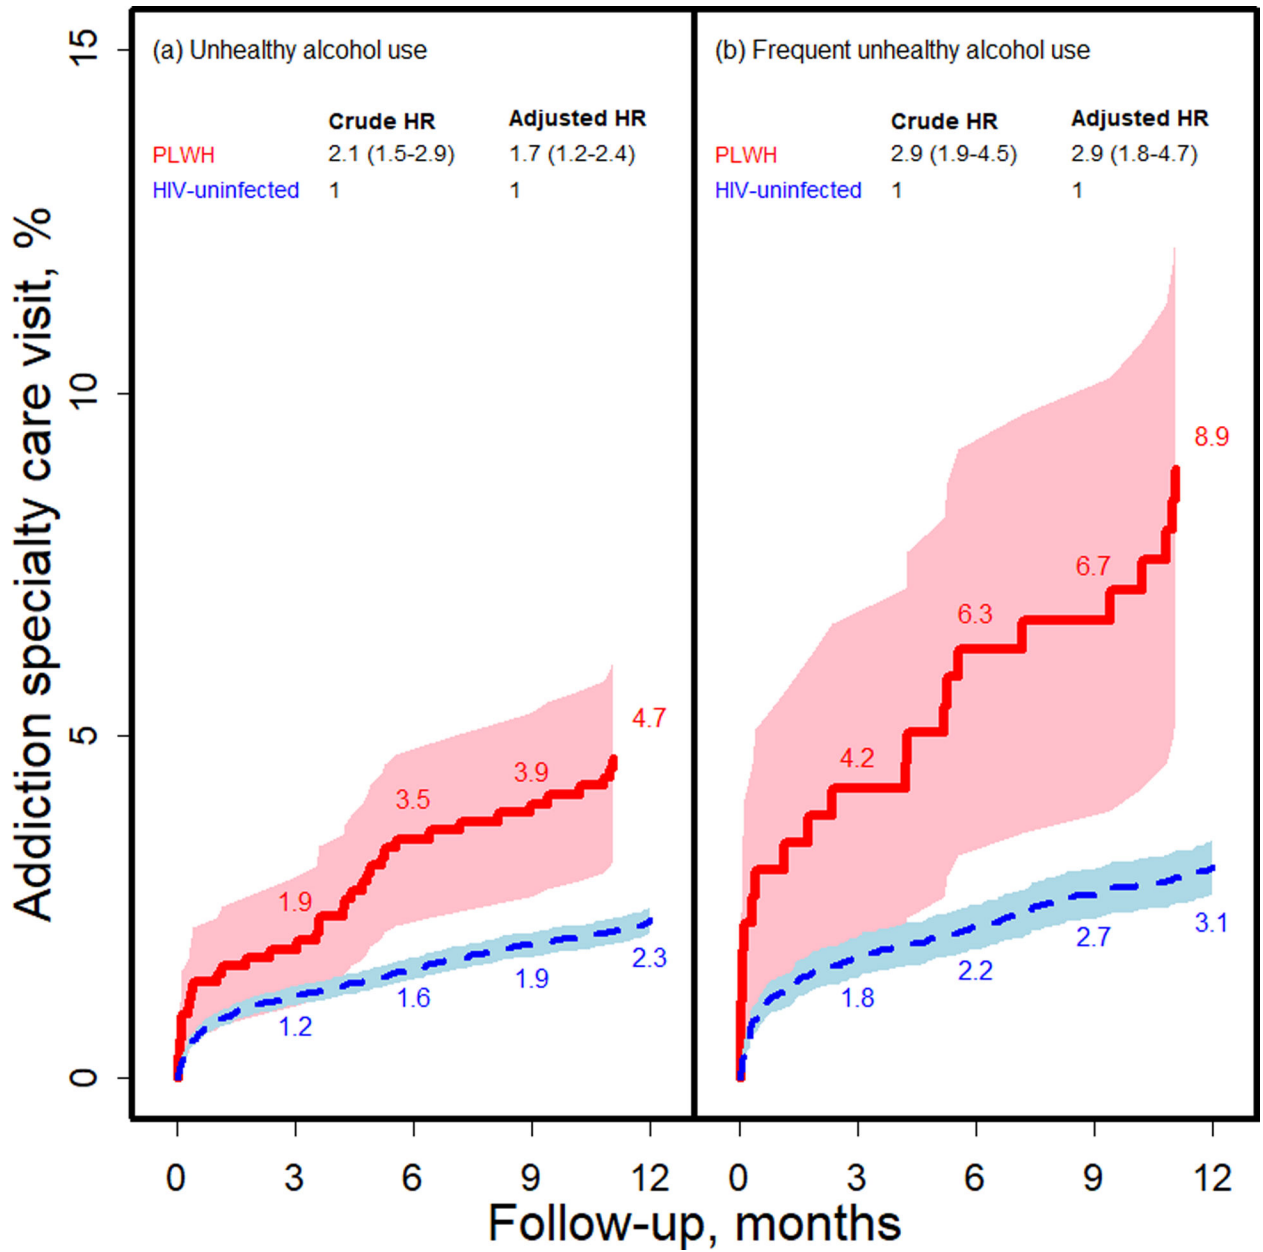 Addiction specialty care visit, %
15
10
5
0
(a) Unhealthy alcohol use
Crude HR Adjusted HR
PLWH 2.1 (1.5-2.9) 1.7 (1.2-2.4)
HIV-uninfected 1 1
4.7
3.9
3.5
1.9
2.3
1.9
1.6
1.2
0 3 6 9 12
(b) Frequent unhealthy alcohol use
Crude HR Adjusted HR
PLWH 2.9 (1.9-4.5) 2.9 (1.8-4.7)
HIV-uninfected 1 1
8.9
6.7
6.3
4.2
3.1
2.7
2.2
1.8
0 3 6 9 12
Follow-up, months